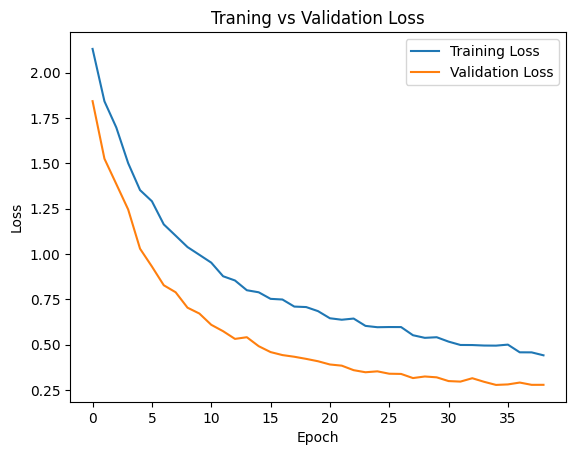 Traning vs Validation Loss
Training Loss
Validation Loss
2.00
1.75
1.50
1.25
1.00
0.75
0.50
0.25
Loss
0 5 10 15 20 25 30 35
Epoch